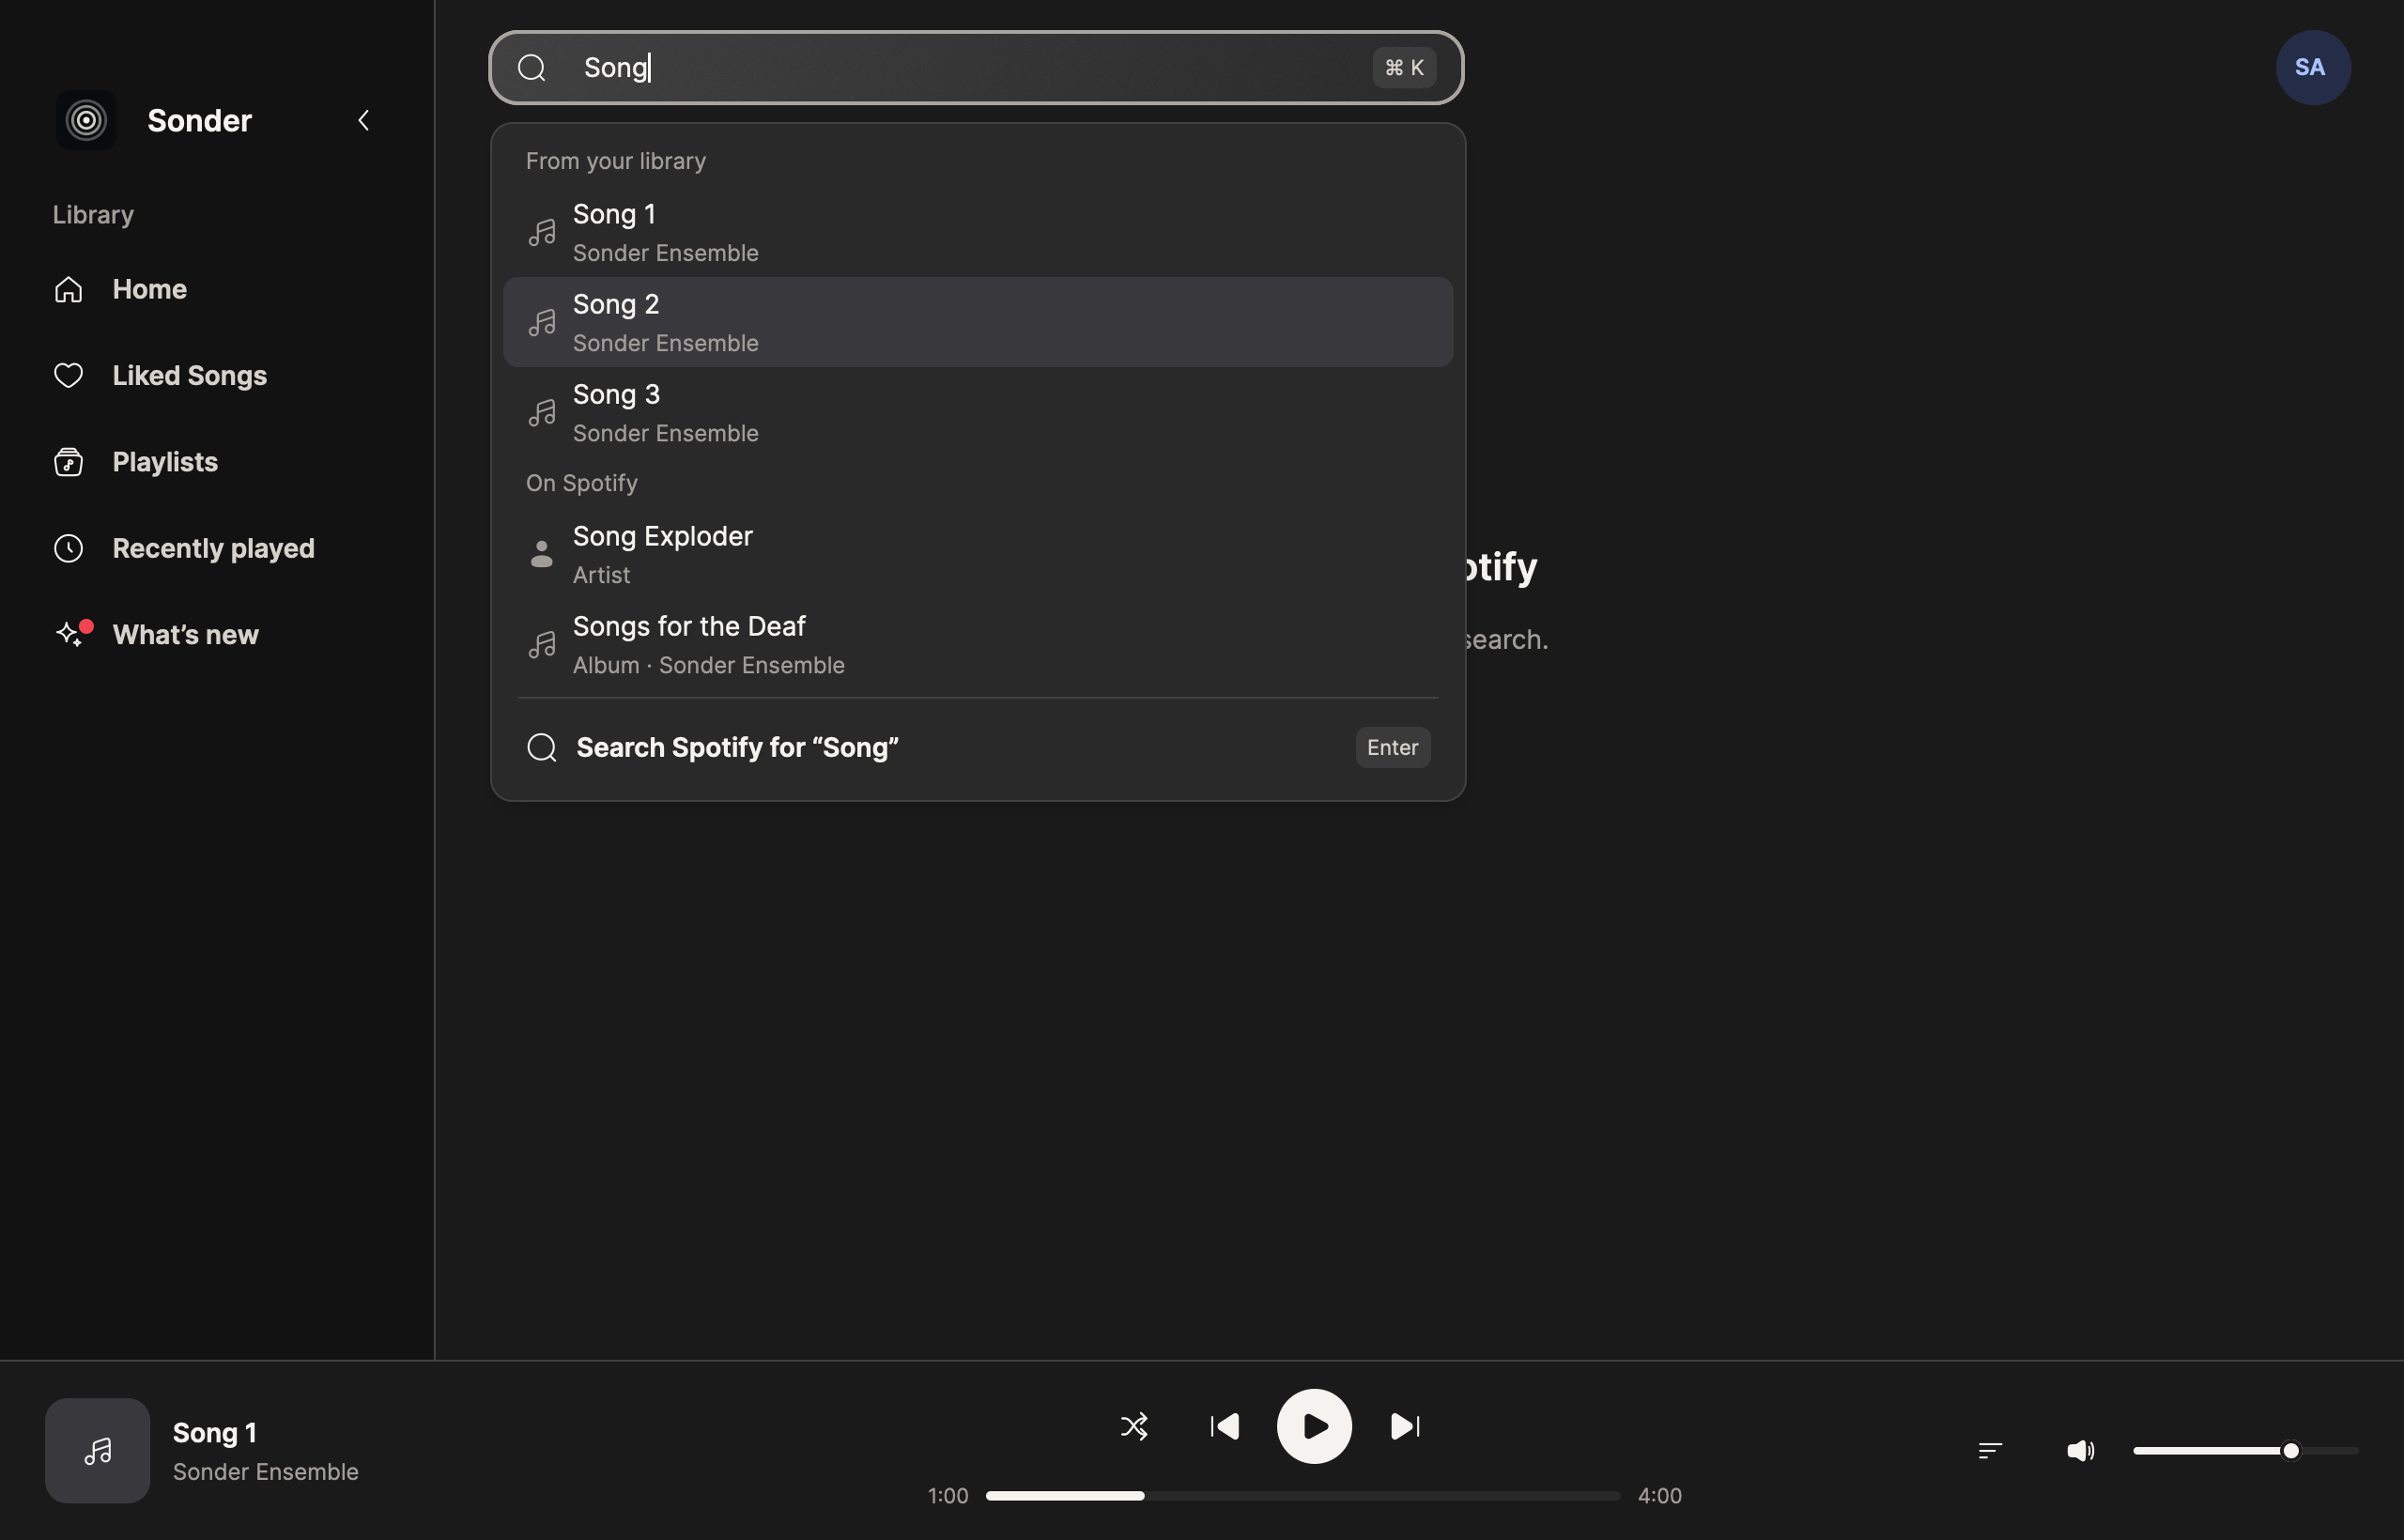 Song
⌘ K
SA
Sonder
Library
Home
Liked Songs
Playlists
Recently played
What’s new
From your library
Song 1
Sonder Ensemble
Song 2
Sonder Ensemble
Song 3
Sonder Ensemble
On Spotify
Song Exploder
Artist
Songs for the Deaf
Album · Sonder Ensemble
Search Spotify for “Song”
Enter
otify
search.
Song 1
Sonder Ensemble
1:00
4:00